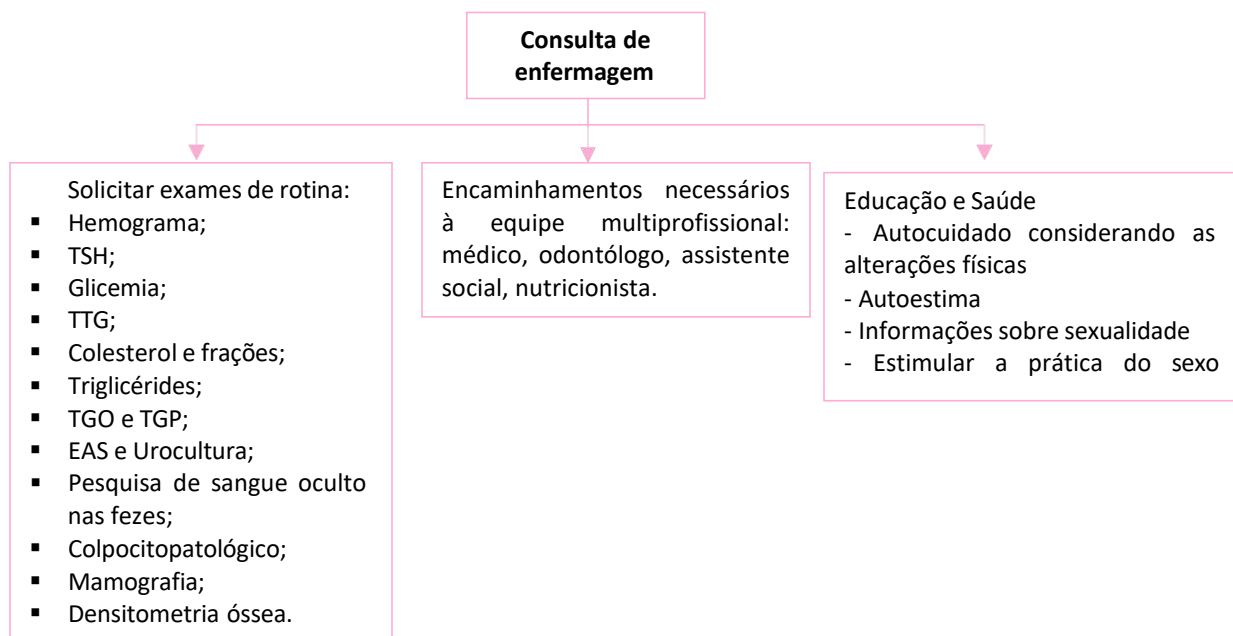 Consulta de
enfermagem
Solicitar exames de rotina:
▪ Hemograma;
▪ TSH;
▪ Glicemia;
▪ TTG;
▪ Colesterol e frações;
▪ Triglicérides;
▪ TGO e TGP;
▪ EAS e Urocultura;
▪ Pesquisa de sangue oculto
nas fezes;
▪ Colpocitopatológico;
▪ Mamografia;
▪ Densitometria óssea.
Encaminhamentos necessários
à equipe multiprofissional:
médico, odontólogo, assistente
social, nutricionista.
Educação e Saúde
- Autocuidado considerando as
alterações físicas
- Autoestima
- Informações sobre sexualidade
- Estimular a prática do sexo